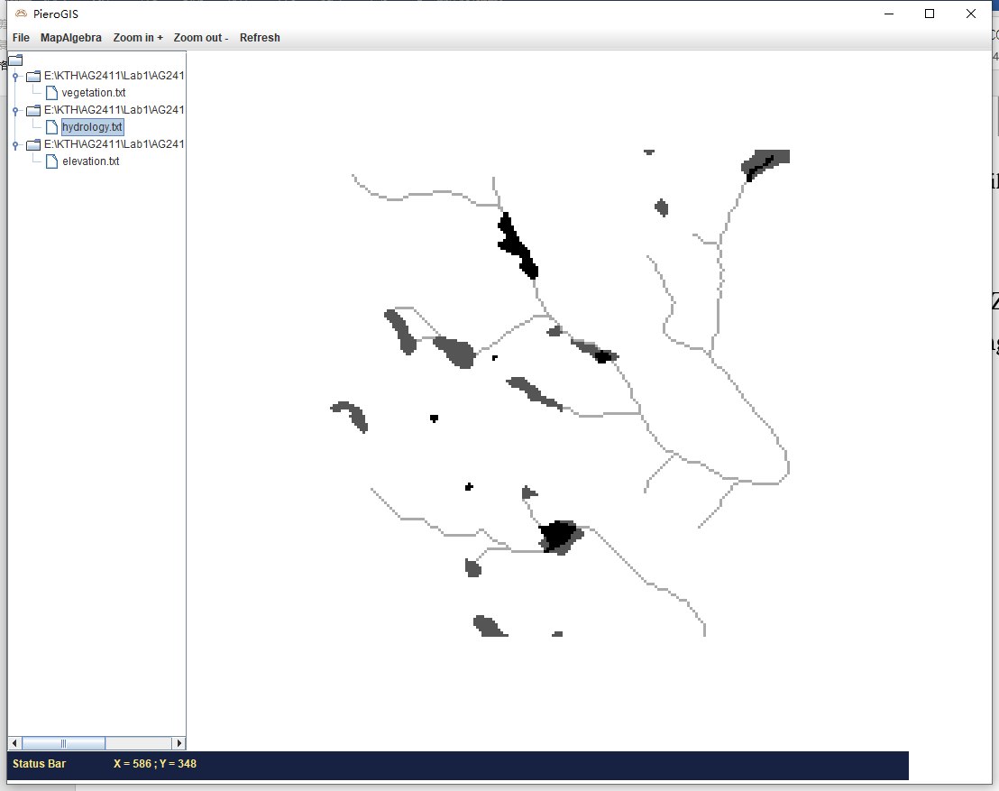 PieroGIS
File MapAlgebra Zoom in + Zoom out - Refresh
E:\KTH\AG2411\Lab1\AG241
vegetation.txt
E:\KTH\AG2411\Lab1\AG241
hydrology.txt
E:\KTH\AG2411\Lab1\AG241
elevation.txt
Status Bar X = 586 ; Y = 348